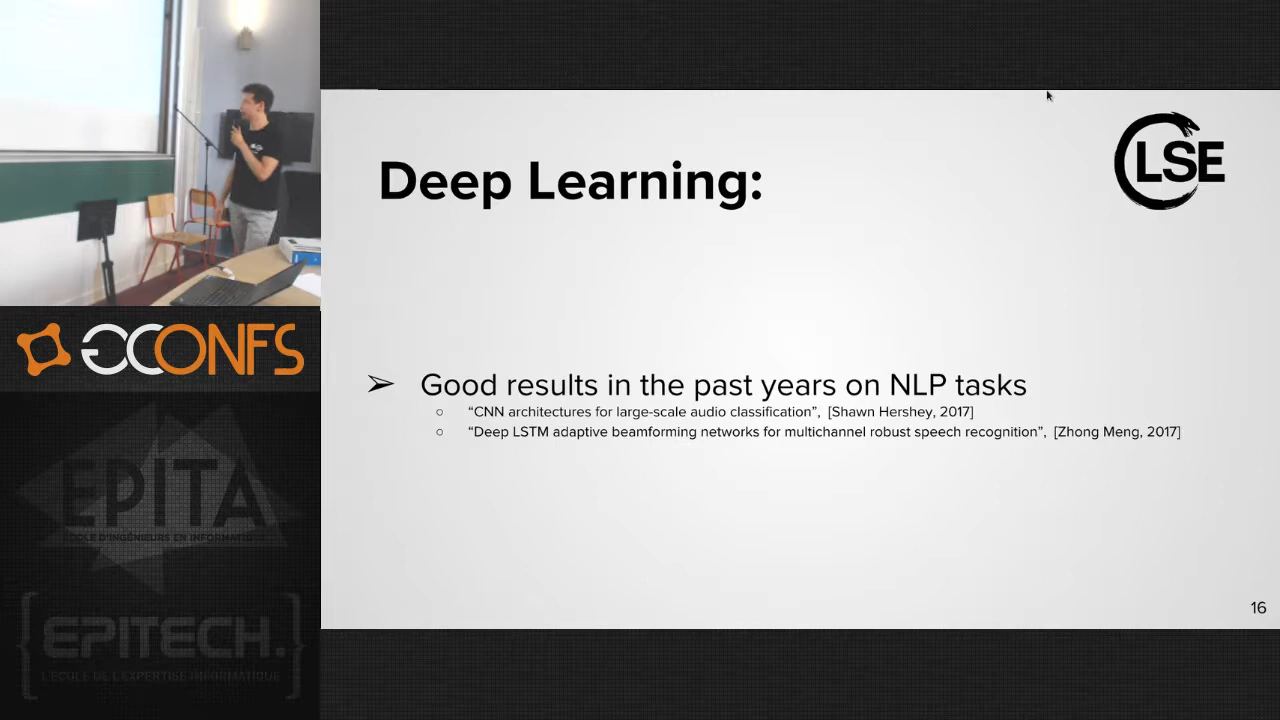 Deep Learning:
LSE
➢ Good results in the past years on NLP tasks
○ “CNN architectures for large-scale audio classification”, [Shawn Hershey, 2017]
○ “Deep LSTM adaptive beamforming networks for multichannel robust speech recognition”, [Zhong Meng, 2017]
16
GCONFS
EPITA
ÉCOLE D'INGÉNIEURS EN INFORMATIQUE
{EPITECH.}
L'ECOLE DE L'EXPERTISE INFORMATIQUE